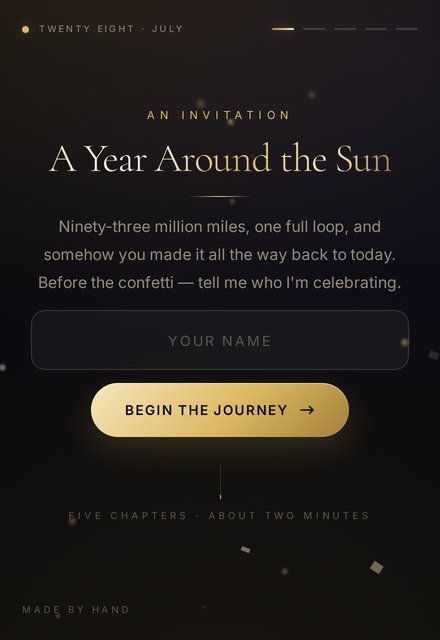 TWENTY EIGHT · JULY
AN INVITATION
A Year Around the Sun
Ninety-three million miles, one full loop, and
somehow you made it all the way back to today.
Before the confetti — tell me who I'm celebrating.
YOUR NAME
BEGIN THE JOURNEY →
FIVE CHAPTERS · ABOUT TWO MINUTES
MADE BY HAND